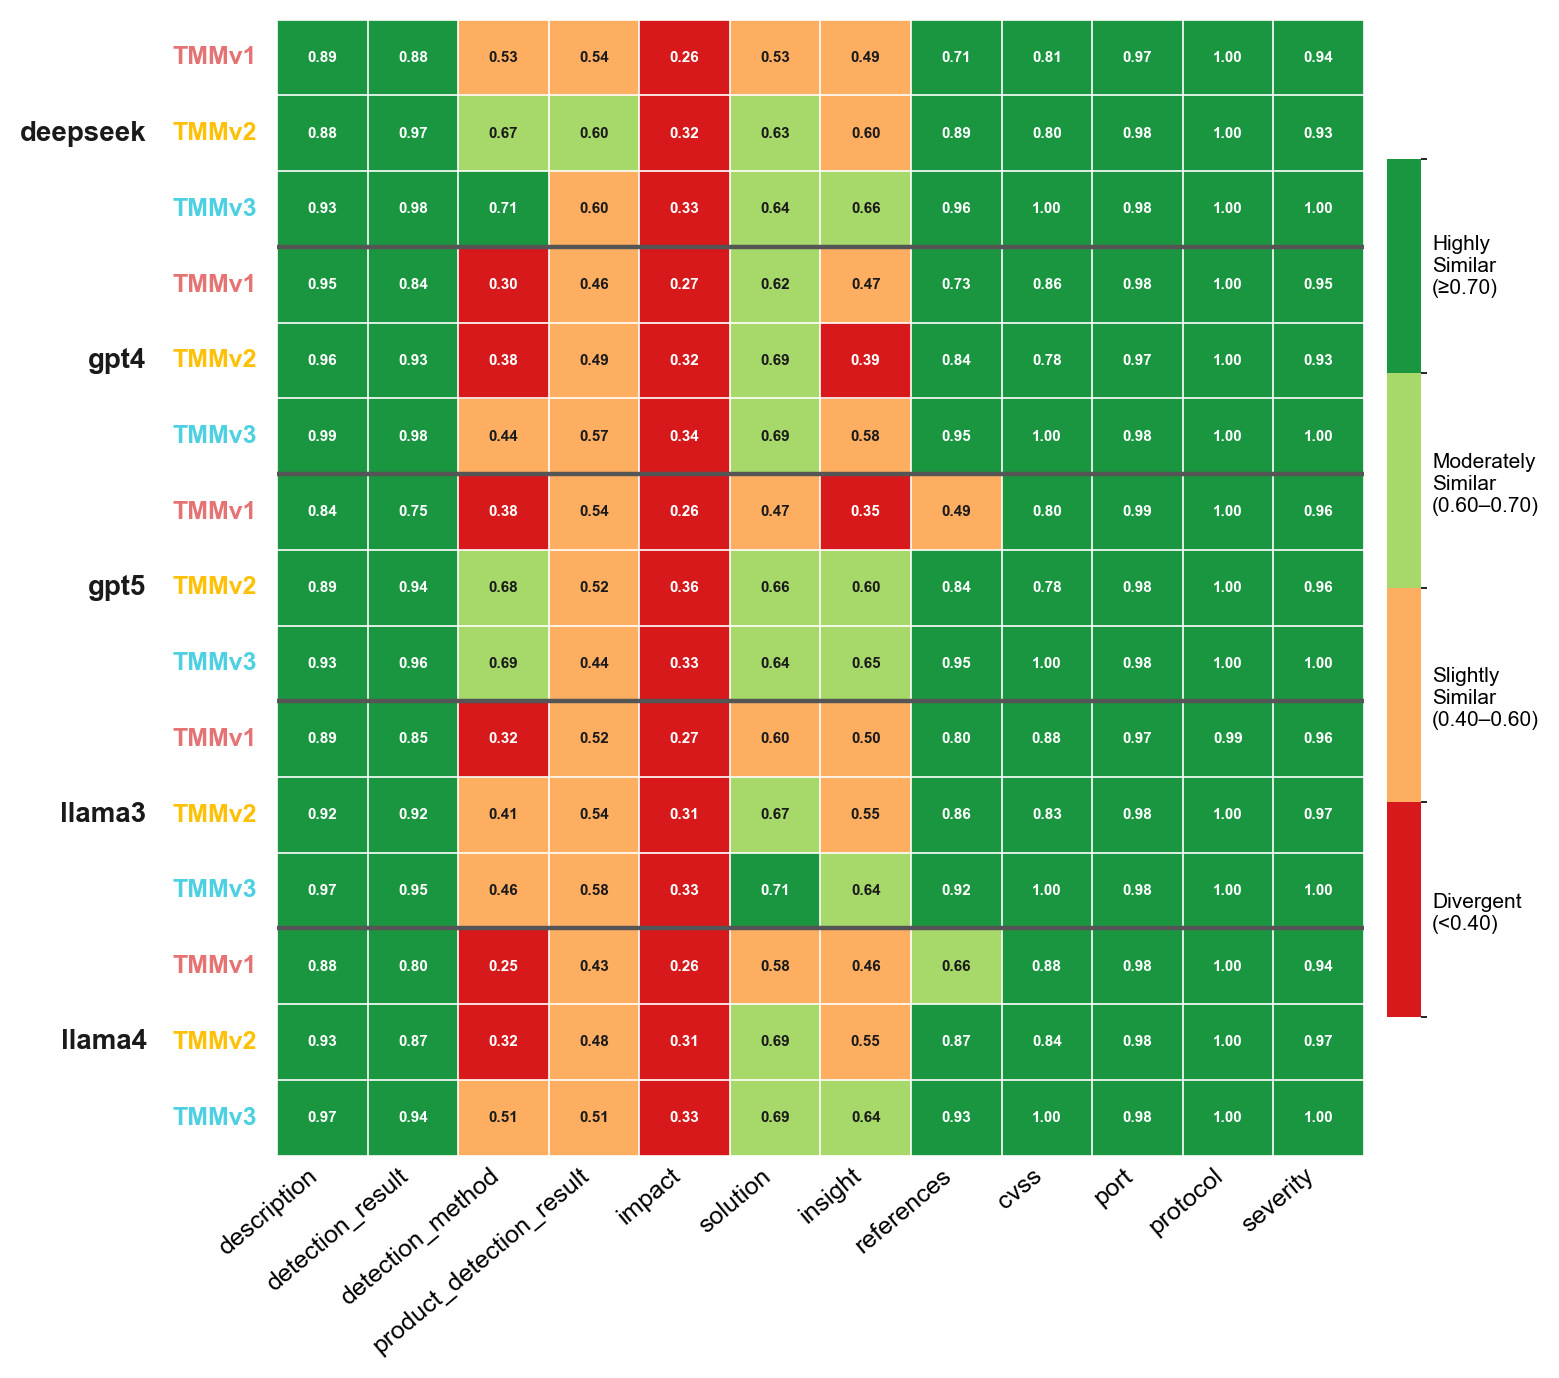 TMMv1 0.89 0.88 0.53 0.54 0.26 0.53 0.49 0.71 0.81 0.97 1.00 0.94
deepseek TMMv2 0.88 0.97 0.67 0.60 0.32 0.63 0.60 0.89 0.80 0.98 1.00 0.93
TMMv3 0.93 0.98 0.71 0.60 0.33 0.64 0.66 0.96 1.00 0.98 1.00 1.00
TMMv1 0.95 0.84 0.30 0.46 0.27 0.62 0.47 0.73 0.86 0.98 1.00 0.95
gpt4 TMMv2 0.96 0.93 0.38 0.49 0.32 0.69 0.39 0.84 0.78 0.97 1.00 0.93
TMMv3 0.99 0.98 0.44 0.57 0.34 0.69 0.58 0.95 1.00 0.98 1.00 1.00
TMMv1 0.84 0.75 0.38 0.54 0.26 0.47 0.35 0.49 0.80 0.99 1.00 0.96
gpt5 TMMv2 0.89 0.94 0.68 0.52 0.36 0.66 0.60 0.84 0.78 0.98 1.00 0.96
TMMv3 0.93 0.96 0.69 0.44 0.33 0.64 0.65 0.95 1.00 0.98 1.00 1.00
TMMv1 0.89 0.85 0.32 0.52 0.27 0.60 0.50 0.80 0.88 0.97 0.99 0.96
llama3 TMMv2 0.92 0.92 0.41 0.54 0.31 0.67 0.55 0.86 0.83 0.98 1.00 0.97
TMMv3 0.97 0.95 0.46 0.58 0.33 0.71 0.64 0.92 1.00 0.98 1.00 1.00
TMMv1 0.88 0.80 0.25 0.43 0.26 0.58 0.46 0.66 0.88 0.98 1.00 0.94
llama4 TMMv2 0.93 0.87 0.32 0.48 0.31 0.69 0.55 0.87 0.84 0.98 1.00 0.97
TMMv3 0.97 0.94 0.51 0.51 0.33 0.69 0.64 0.93 1.00 0.98 1.00 1.00
description
detection_result
detection_method
product_detection_result
impact
solution
insight
references
cvss
port
protocol
severity
Highly
Similar
(≥0.70)
Moderately
Similar
(0.60–0.70)
Slightly
Similar
(0.40–0.60)
Divergent
(<0.40)